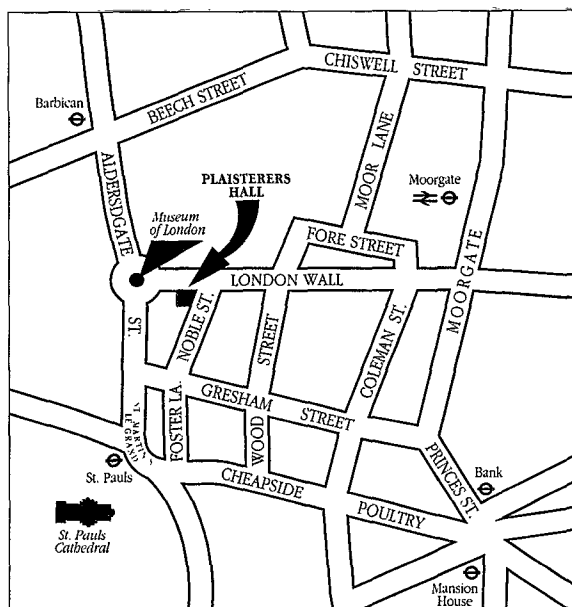 CHISWELL STREET
BEECH STREET
Barbican
ALDERSDGATE
ST.
MOOR LANE
PLAISTERERS
HALL
Museum
of London
Moorgate
FORE STREET
LONDON WALL
MOORGATE
NOBLE ST.
WOOD STREET
COLEMAN ST.
GRESHAM STREET
FOSTER LA.
ST. MARTIN'S
LE GRAND
St. Pauls
CHEAPSIDE
POULTRY
PRINCES ST.
Bank
St. Pauls
Cathedral
Mansion
House